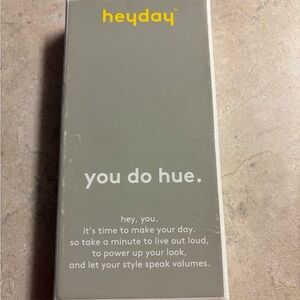 heyday™
you do hue.
hey, you.
it's time to make your day.
so take a minute to live out loud,
to power up your look,
and let your style speak volumes.